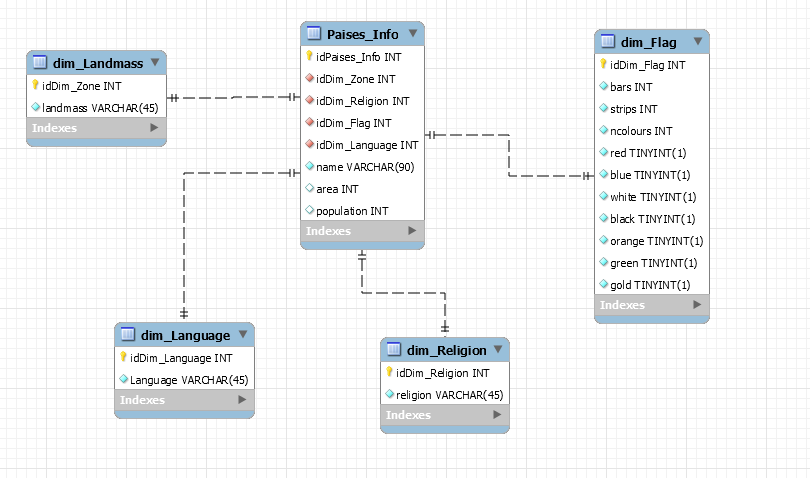 dim_Landmass
idDim_Zone INT
landmass VARCHAR(45)
Indexes
Paises_Info
idPaises_Info INT
idDim_Zone INT
idDim_Religion INT
idDim_Flag INT
idDim_Language INT
name VARCHAR(90)
area INT
population INT
Indexes
dim_Flag
idDim_Flag INT
bars INT
strips INT
ncolours INT
red TINYINT(1)
blue TINYINT(1)
white TINYINT(1)
black TINYINT(1)
orange TINYINT(1)
green TINYINT(1)
gold TINYINT(1)
Indexes
dim_Language
idDim_Language INT
Language VARCHAR(45)
Indexes
dim_Religion
idDim_Religion INT
religion VARCHAR(45)
Indexes